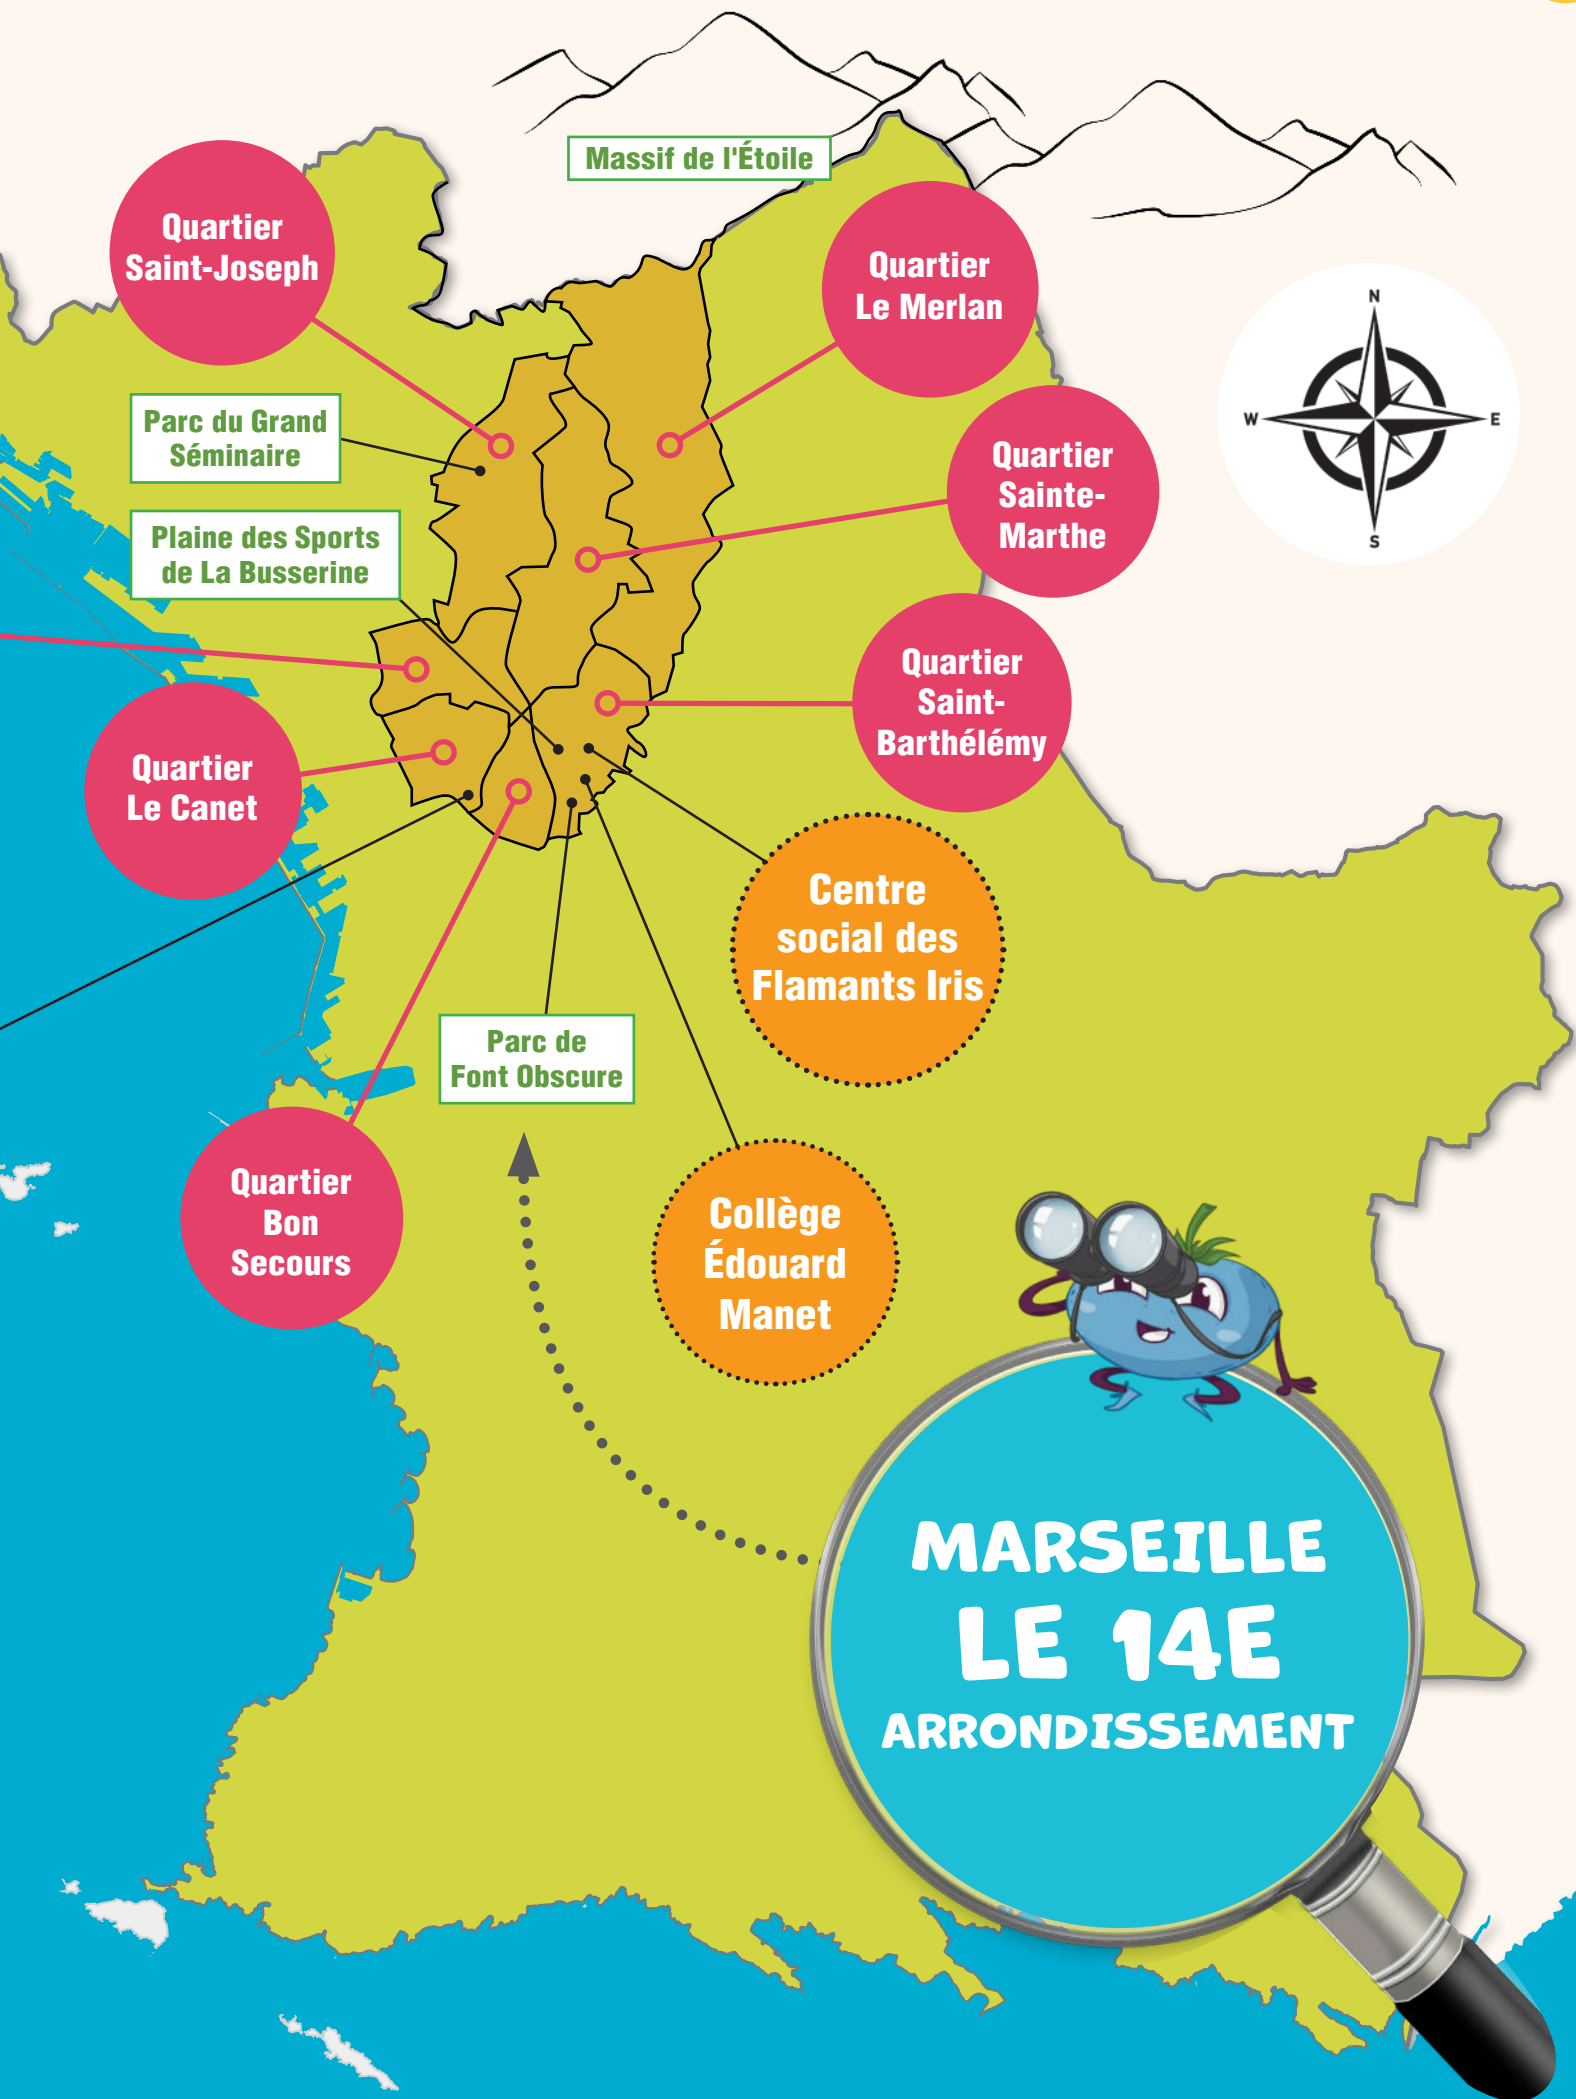 Massif de l'Étoile
Quartier
Saint-Joseph
Quartier
Le Merlan
N
W
E
S
Parc du Grand
Séminaire
Quartier
Sainte-
Marthe
Plaine des Sports
de La Busserine
Quartier
Saint-
Barthélémy
Quartier
Le Canet
Centre
social des
Flamants Iris
Parc de
Font Obscure
Quartier
Bon
Secours
Collège
Édouard
Manet
MARSEILLE
LE 14E
ARRONDISSEMENT